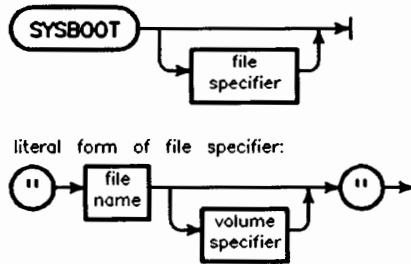 SYSBOOT
file
specifier
literal form of file specifier:
"
file
name
"
volume
specifier